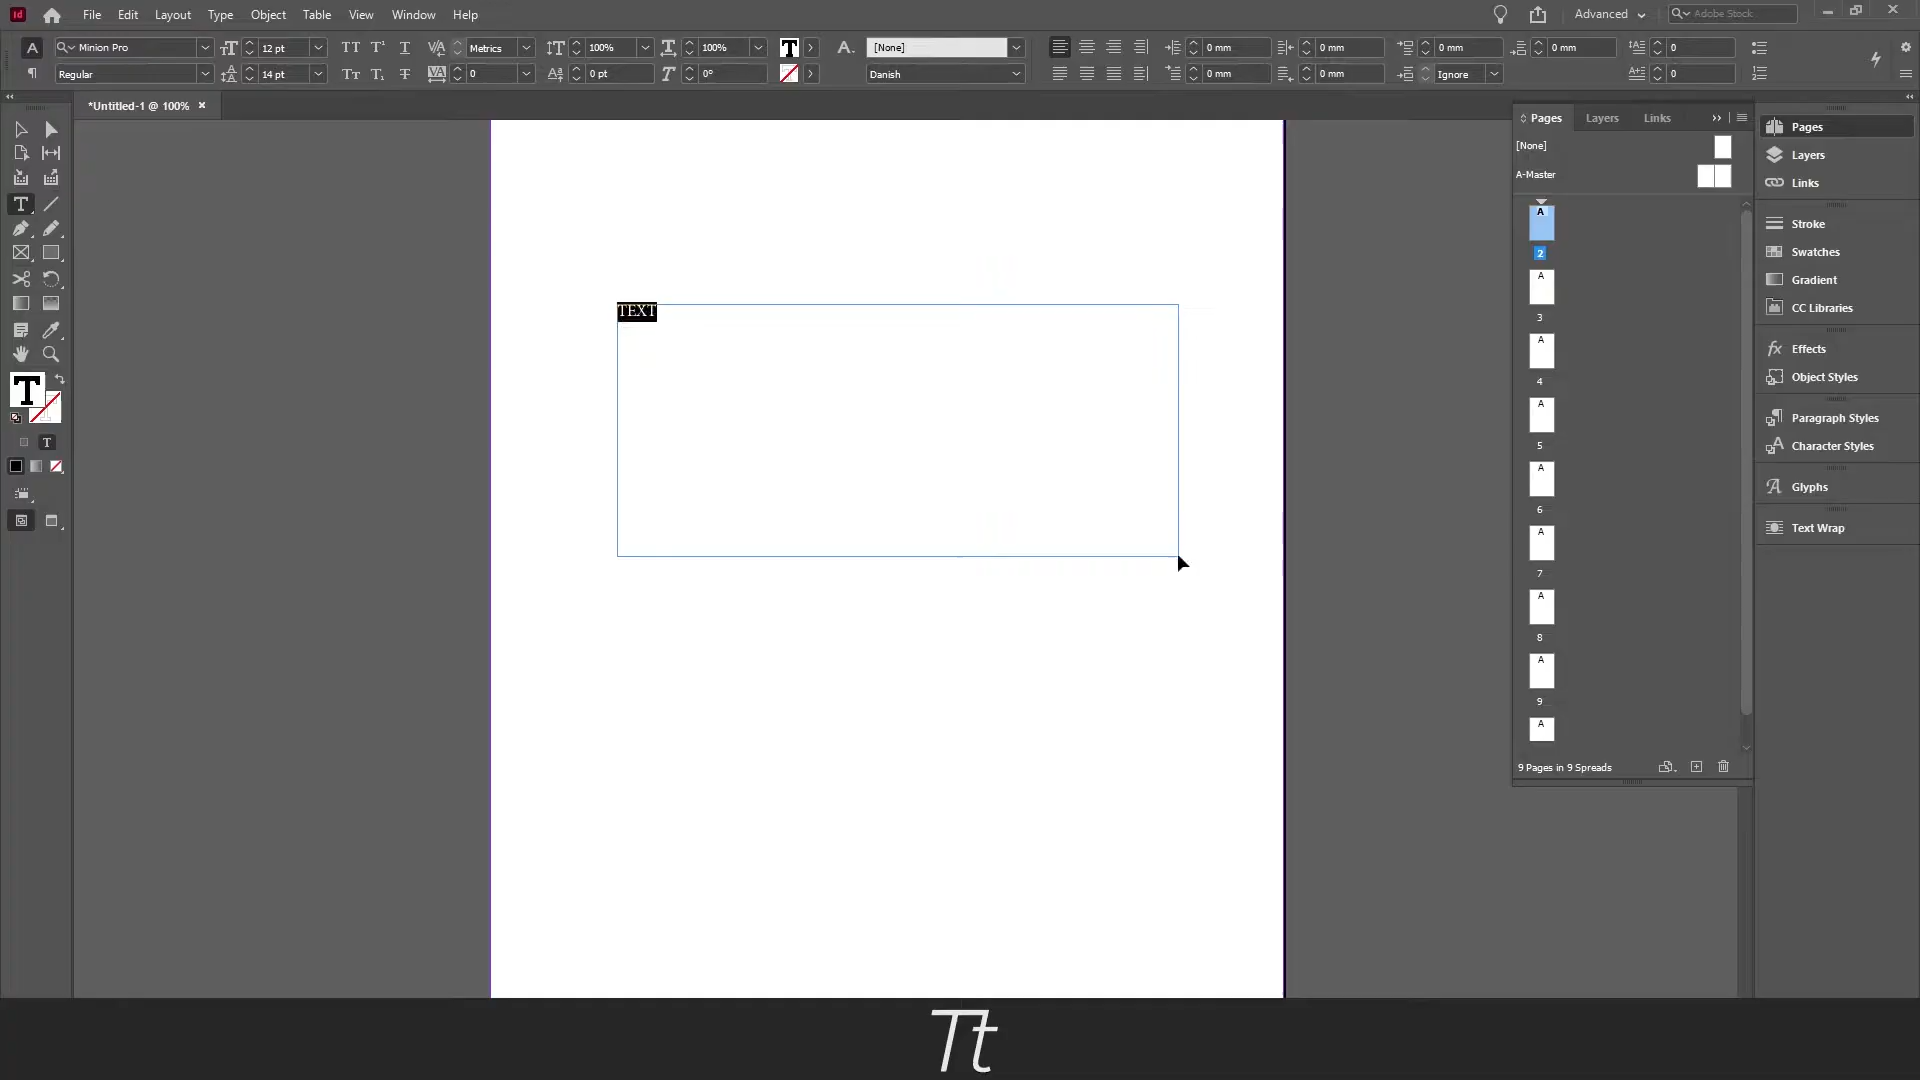 Id File Edit Layout Type Object Table View Window Help Advanced Adobe Stock
A Minion Pro 12 pt Metrics 100% 100% T A. [None] 0 mm 0 mm 0 mm 0 mm 0
Regular 14 pt 0 0 pt 0° Danish 0 mm 0 mm Ignore 0
*Untitled-1 @ 100%
Pages Layers Links
[None]
A-Master
A
2
A
3
A
4
A
5
A
6
A
7
A
8
A
9
A
9 Pages in 9 Spreads
Pages
Layers
Links
Stroke
Swatches
Gradient
CC Libraries
Effects
Object Styles
Paragraph Styles
Character Styles
Glyphs
Text Wrap
TEXT
Tt